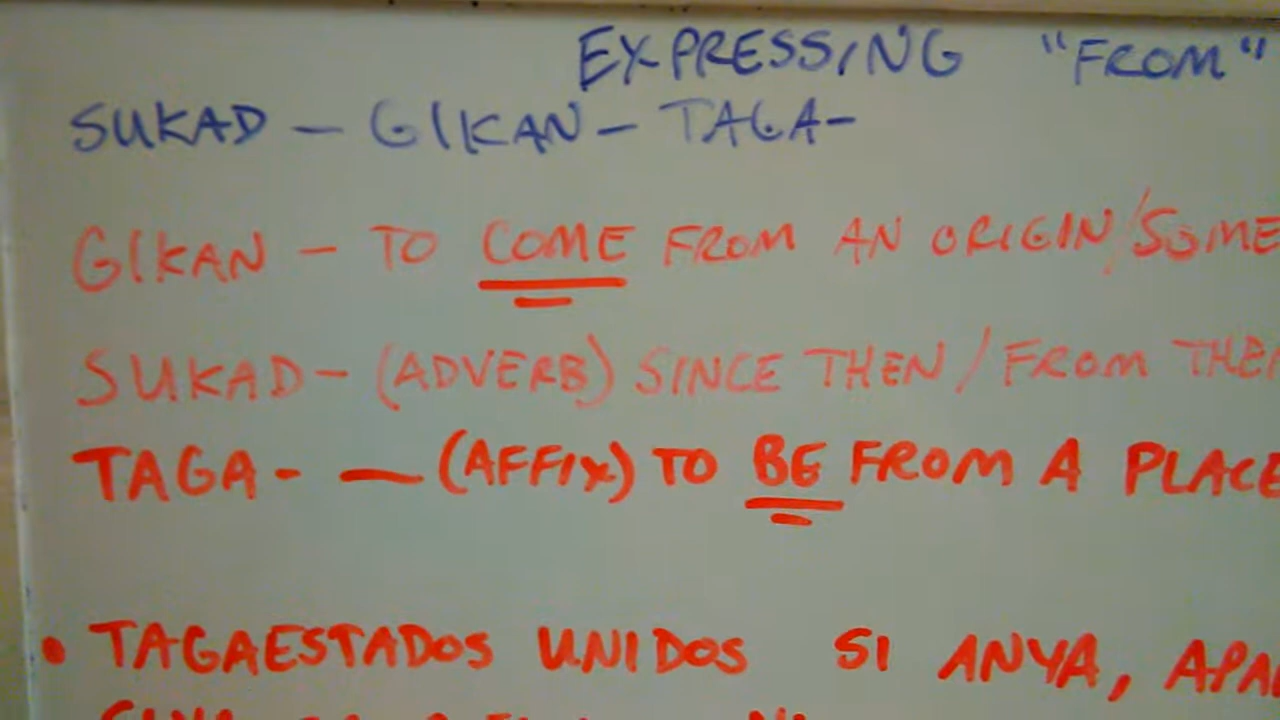 EXPRESSING "FROM"
SUKAD – GIKAN – TAGA-
GIKAN – TO COME FROM AN ORIGIN/SOME
SUKAD – (ADVERB) SINCE THEN / FROM THE
TAGA- — (AFFIX) TO BE FROM A PLACE
• TAGAESTADOS UNIDOS SI ANYA, APA